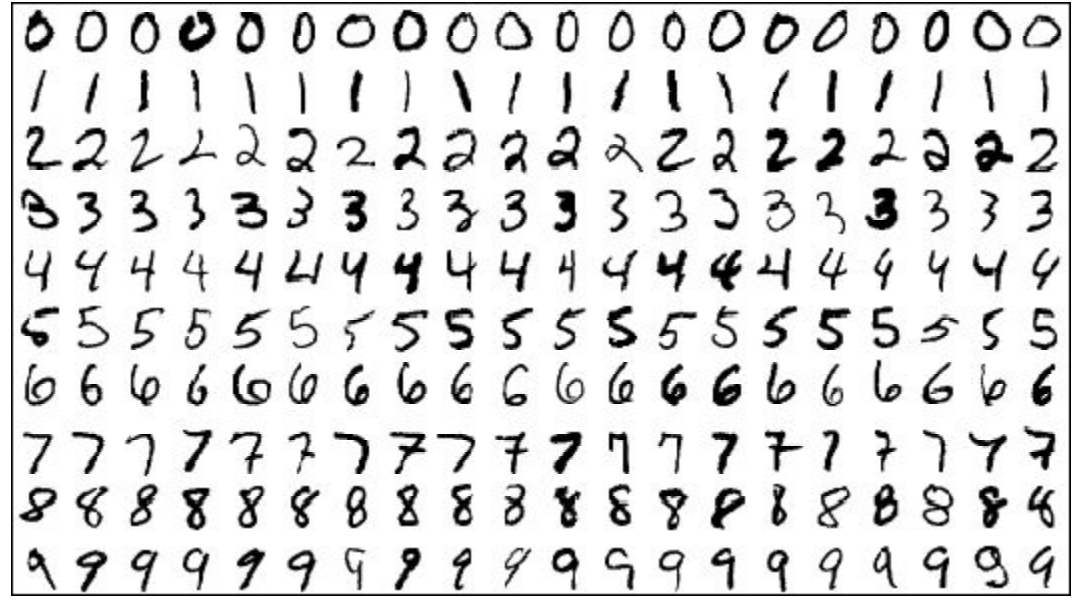 0 0 0 0 0 0 0 0 0 0 0 0 0 0 0 0 0 0 0 0
1 1 1 1 1 1 1 1 1 1 1 1 1 1 1 1 1 1 1 1
2 2 2 2 2 2 2 2 2 2 2 2 2 2 2 2 2 2 2 2
3 3 3 3 3 3 3 3 3 3 3 3 3 3 3 3 3 3 3 3
4 4 4 4 4 4 4 4 4 4 4 4 4 4 4 4 4 4 4 4
5 5 5 5 5 5 5 5 5 5 5 5 5 5 5 5 5 5 5 5
6 6 6 6 6 6 6 6 6 6 6 6 6 6 6 6 6 6 6 6
7 7 7 7 7 7 7 7 7 7 7 7 7 7 7 7 7 7 7 7
8 8 8 8 8 8 8 8 8 8 8 8 8 8 8 8 8 8 8 8
9 9 9 9 9 9 9 9 9 9 9 9 9 9 9 9 9 9 9 9